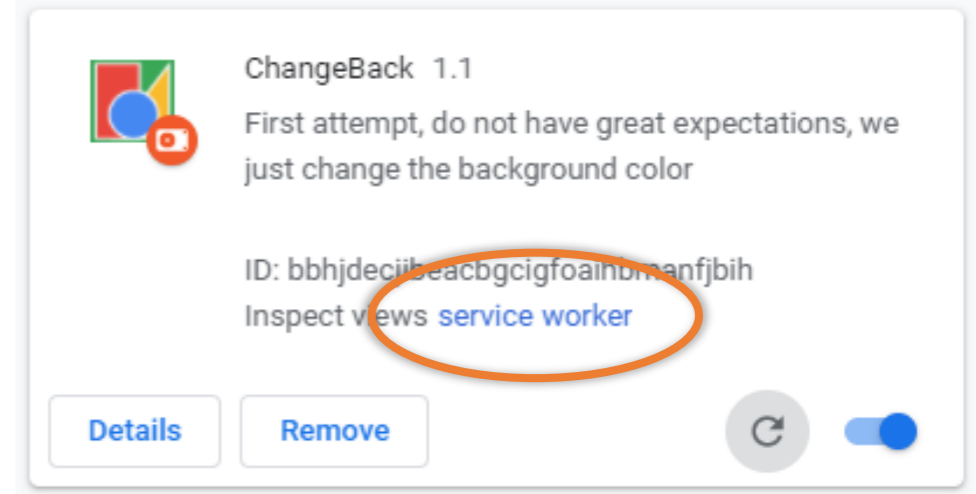 ChangeBack 1.1
First attempt, do not have great expectations, we
just change the background color
ID: bbhjdecjjbeacbgcigfoaihbmanfjbih
Inspect views service worker
Details
Remove